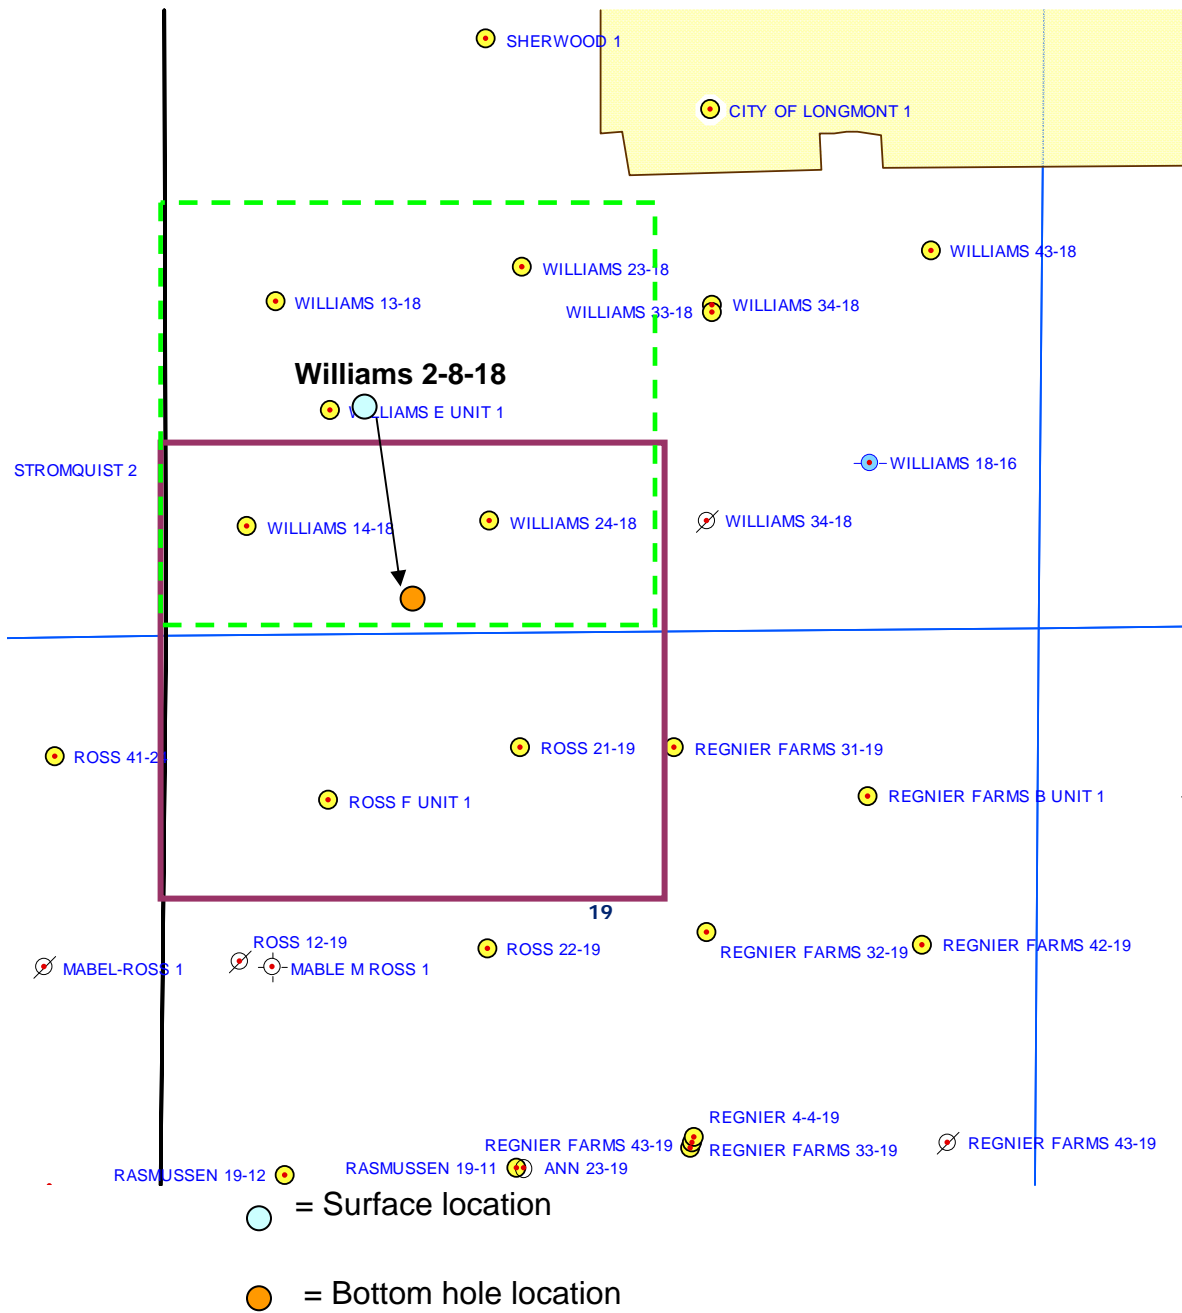 SHERWOOD 1
CITY OF LONGMONT 1
WILLIAMS 43-18
WILLIAMS 23-18
WILLIAMS 13-18
WILLIAMS 34-18
WILLIAMS 33-18
Williams 2-8-18
WILLIAMS E UNIT 1
STROMQUIST 2
WILLIAMS 18-16
WILLIAMS 14-18
WILLIAMS 24-18
WILLIAMS 34-18
ROSS 41-24
ROSS 21-19
REGNIER FARMS 31-19
ROSS F UNIT 1
REGNIER FARMS B UNIT 1
19
ROSS 12-19
ROSS 22-19
REGNIER FARMS 32-19
REGNIER FARMS 42-19
MABEL-ROSS 1
MABLE M ROSS 1
REGNIER 4-4-19
REGNIER FARMS 43-19
REGNIER FARMS 33-19
REGNIER FARMS 43-19
RASMUSSEN 19-11
ANN 23-19
RASMUSSEN 19-12
= Surface location
= Bottom hole location